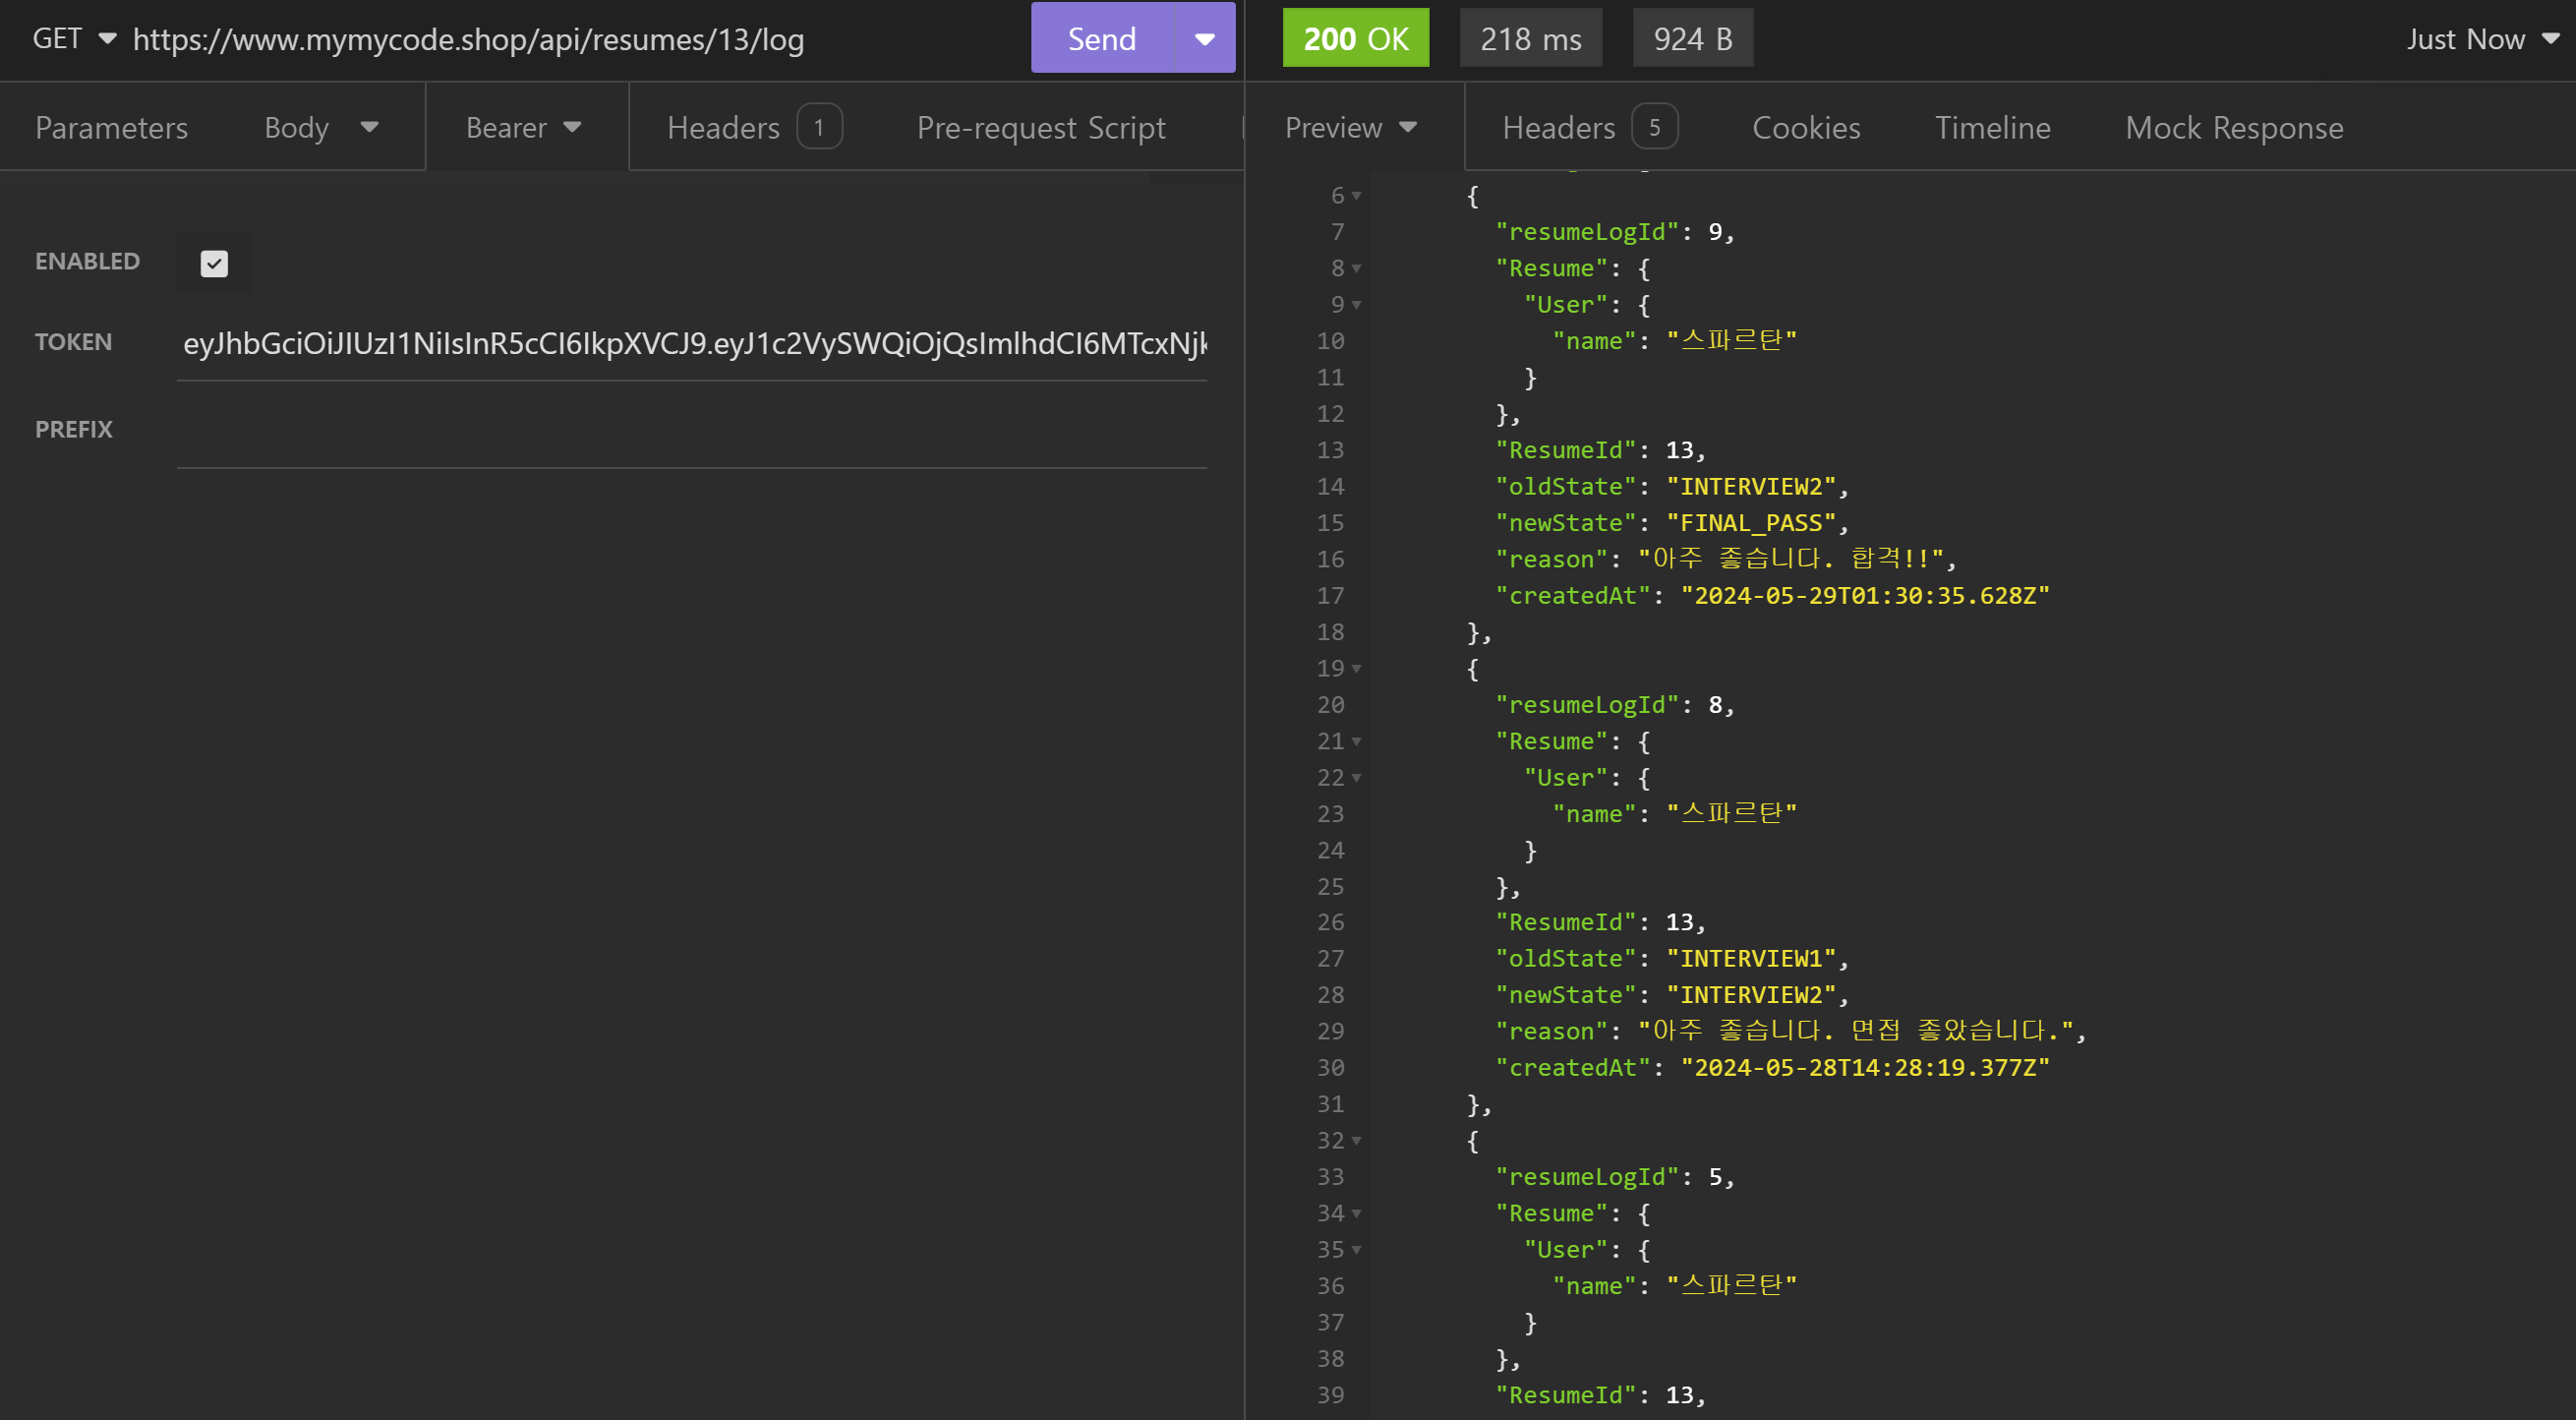 GET https://www.mymycode.shop/api/resumes/13/log Send
Parameters Body Bearer Headers 1 Pre-request Script
ENABLED
TOKEN eyJhbGciOiJIUzI1NiIsInR5cCI6IkpXVCJ9.eyJ1c2VySWQiOjQsImlhdCI6MTcxNjk
PREFIX
200 OK 218 ms 924 B Just Now
Preview Headers 5 Cookies Timeline Mock Response
6 {
7 "resumeLogId": 9,
8 "Resume": {
9 "User": {
10 "name": "스파르탄"
11 }
12 },
13 "ResumeId": 13,
14 "oldState": "INTERVIEW2",
15 "newState": "FINAL_PASS",
16 "reason": "아주 좋습니다. 합격!!",
17 "createdAt": "2024-05-29T01:30:35.628Z"
18 },
19 {
20 "resumeLogId": 8,
21 "Resume": {
22 "User": {
23 "name": "스파르탄"
24 }
25 },
26 "ResumeId": 13,
27 "oldState": "INTERVIEW1",
28 "newState": "INTERVIEW2",
29 "reason": "아주 좋습니다. 면접 좋았습니다.",
30 "createdAt": "2024-05-28T14:28:19.377Z"
31 },
32 {
33 "resumeLogId": 5,
34 "Resume": {
35 "User": {
36 "name": "스파르탄"
37 }
38 },
39 "ResumeId": 13,